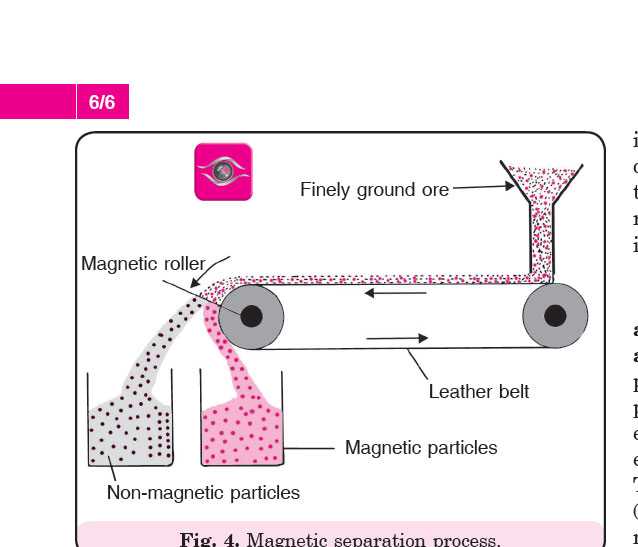 6/6
Finely ground ore
Magnetic roller
Leather belt
Magnetic particles
Non-magnetic particles
Fig. 4. Magnetic separation process.